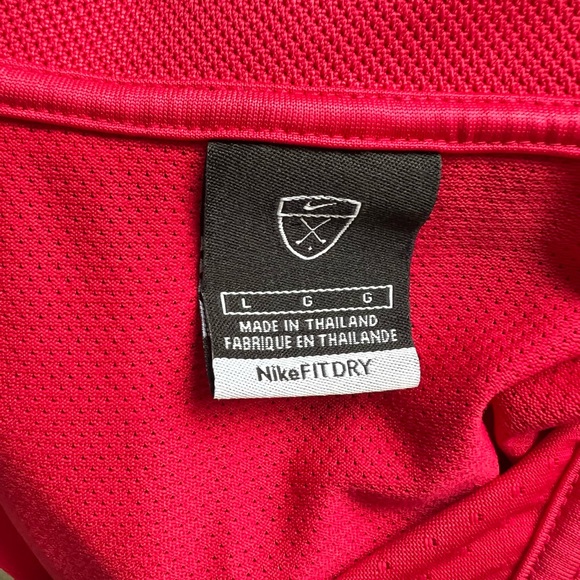 L G G
MADE IN THAILAND
FABRIQUE EN THAILANDE
NikeFITDRY